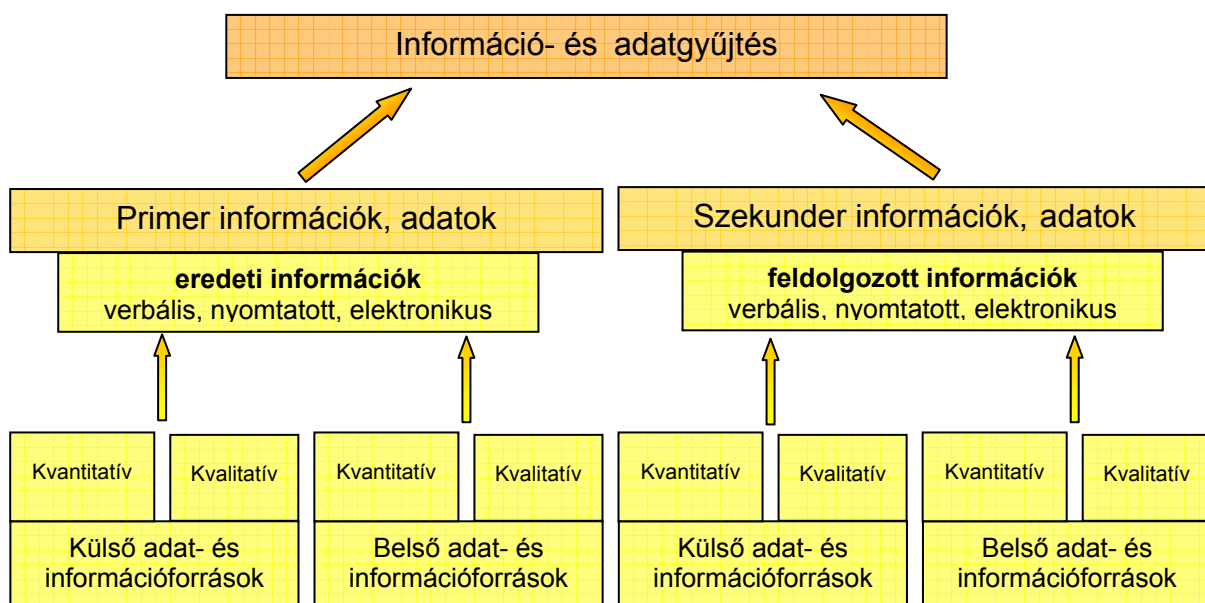 Információ- és adatgyűjtés
Primer információk, adatok
eredeti információk
verbális, nyomtatott, elektronikus
Szekunder információk, adatok
feldolgozott információk
verbális, nyomtatott, elektronikus
Kvantitatív
Kvalitatív
Külső adat- és
információforrások
Kvantitatív
Kvalitatív
Belső adat- és
információforrások
Kvantitatív
Kvalitatív
Külső adat- és
információforrások
Kvantitatív
Kvalitatív
Belső adat- és
információforrások